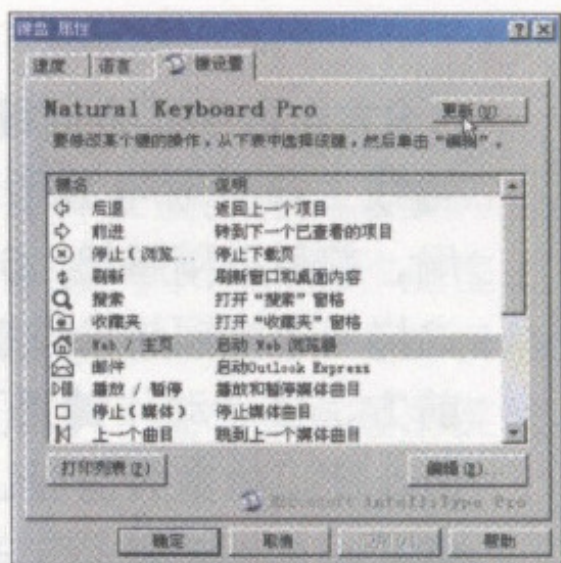 键盘 属性
速度 语言 键设置
Natural Keyboard Pro 更新(U)...
要修改某个键的操作，从下表中选择该键，然后单击“编辑”。
键名 说明
后退 返回上一个项目
前进 转到下一个已查看的项目
停止(浏览... 停止下载页
刷新 刷新窗口和桌面内容
搜索 打开“搜索”窗格
收藏夹 打开“收藏夹”窗格
Web / 主页 启动 Web 浏览器
邮件 启动Outlook Express
播放 / 暂停 播放和暂停媒体曲目
停止(媒体) 停止媒体曲目
上一个曲目 跳到上一个媒体曲目
打印列表(P) 编辑(E)...
Microsoft IntelliType Pro
确定 取消 帮助